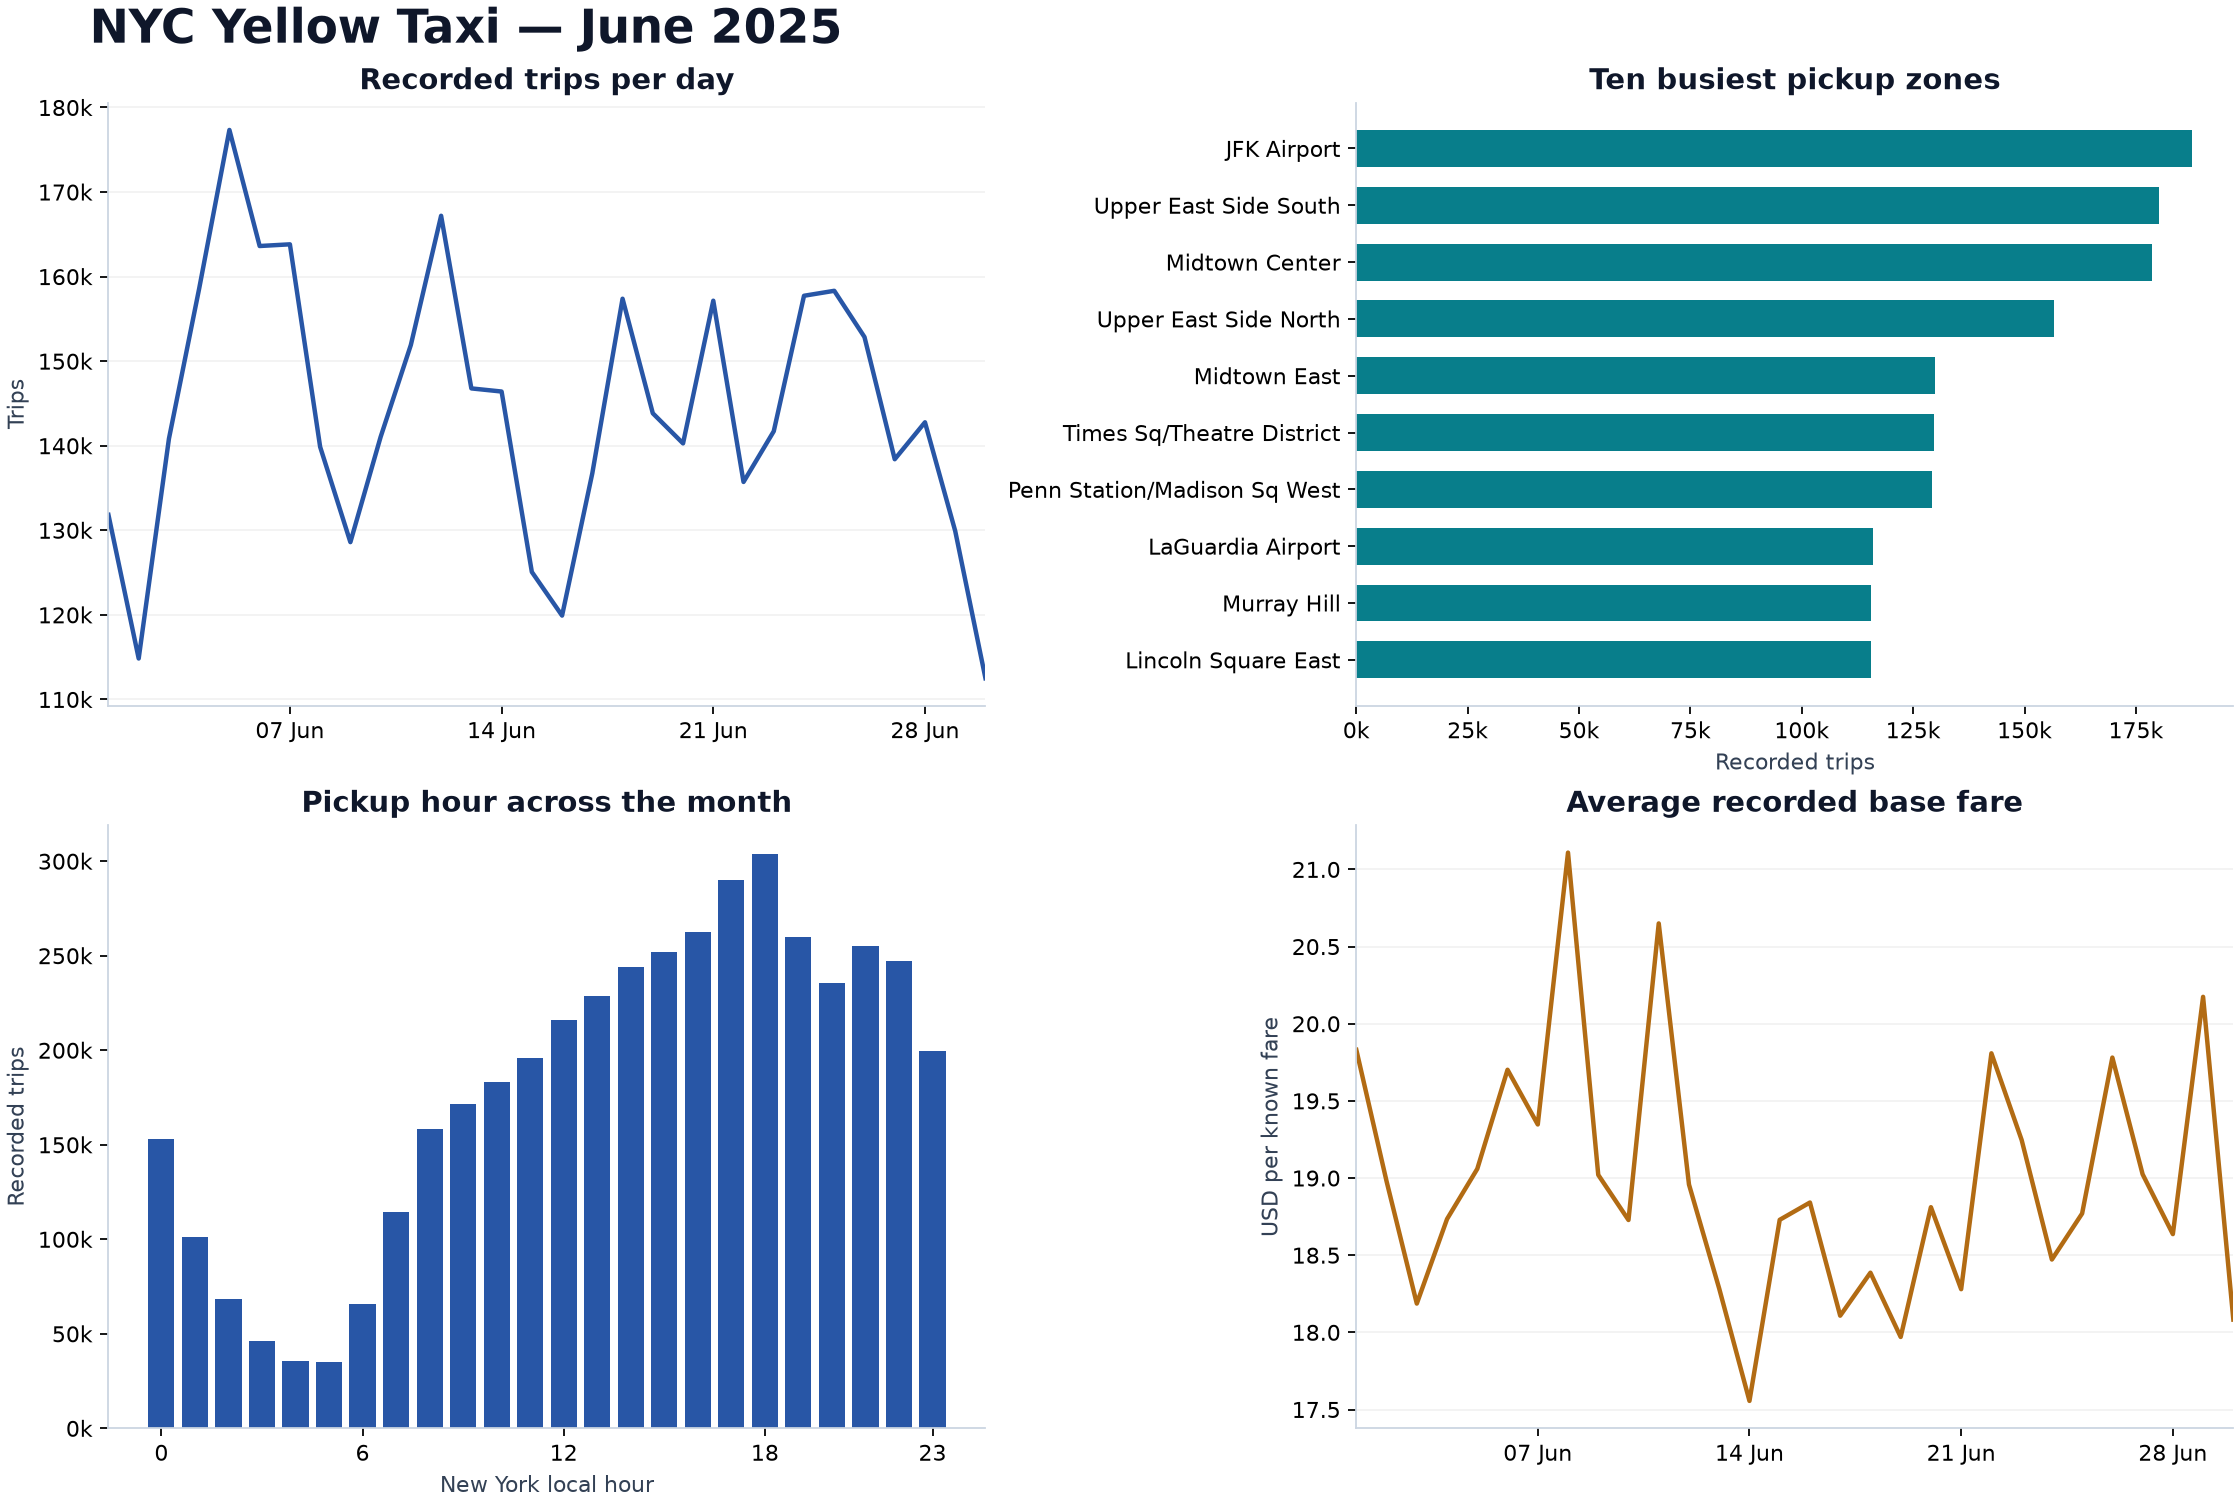 NYC Yellow Taxi — June 2025
Recorded trips per day
180k
170k
160k
150k
140k
130k
120k
110k
Trips
07 Jun
14 Jun
21 Jun
28 Jun
Ten busiest pickup zones
JFK Airport
Upper East Side South
Midtown Center
Upper East Side North
Midtown East
Times Sq/Theatre District
Penn Station/Madison Sq West
LaGuardia Airport
Murray Hill
Lincoln Square East
0k
25k
50k
75k
100k
125k
150k
175k
Recorded trips
Pickup hour across the month
300k
250k
200k
150k
100k
50k
0k
Recorded trips
0
6
12
18
23
New York local hour
Average recorded base fare
21.0
20.5
20.0
19.5
19.0
18.5
18.0
17.5
USD per known fare
07 Jun
14 Jun
21 Jun
28 Jun